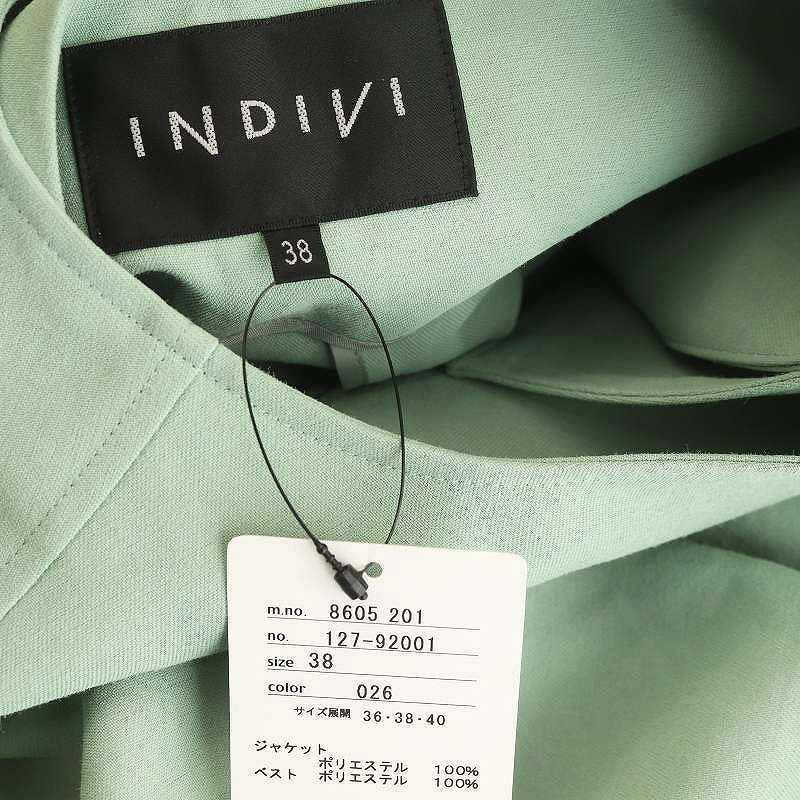 INDIVI
38
m.no. 8605 201
no. 127-92001
size 38
color 026
サイズ展開 36・38・40
ジャケット
ポリエステル 100%
ベスト ポリエステル 100%